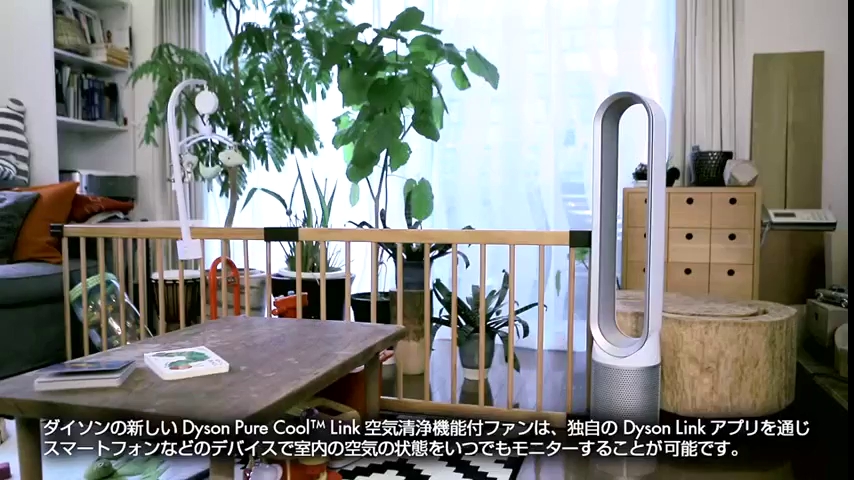 ダイソンの新しい Dyson Pure Cool™ Link 空気清浄機能付ファンは、独自の Dyson Link アプリを通じ
スマートフォンなどのデバイスで室内の空気の状態をいつでもモニターすることが可能です。